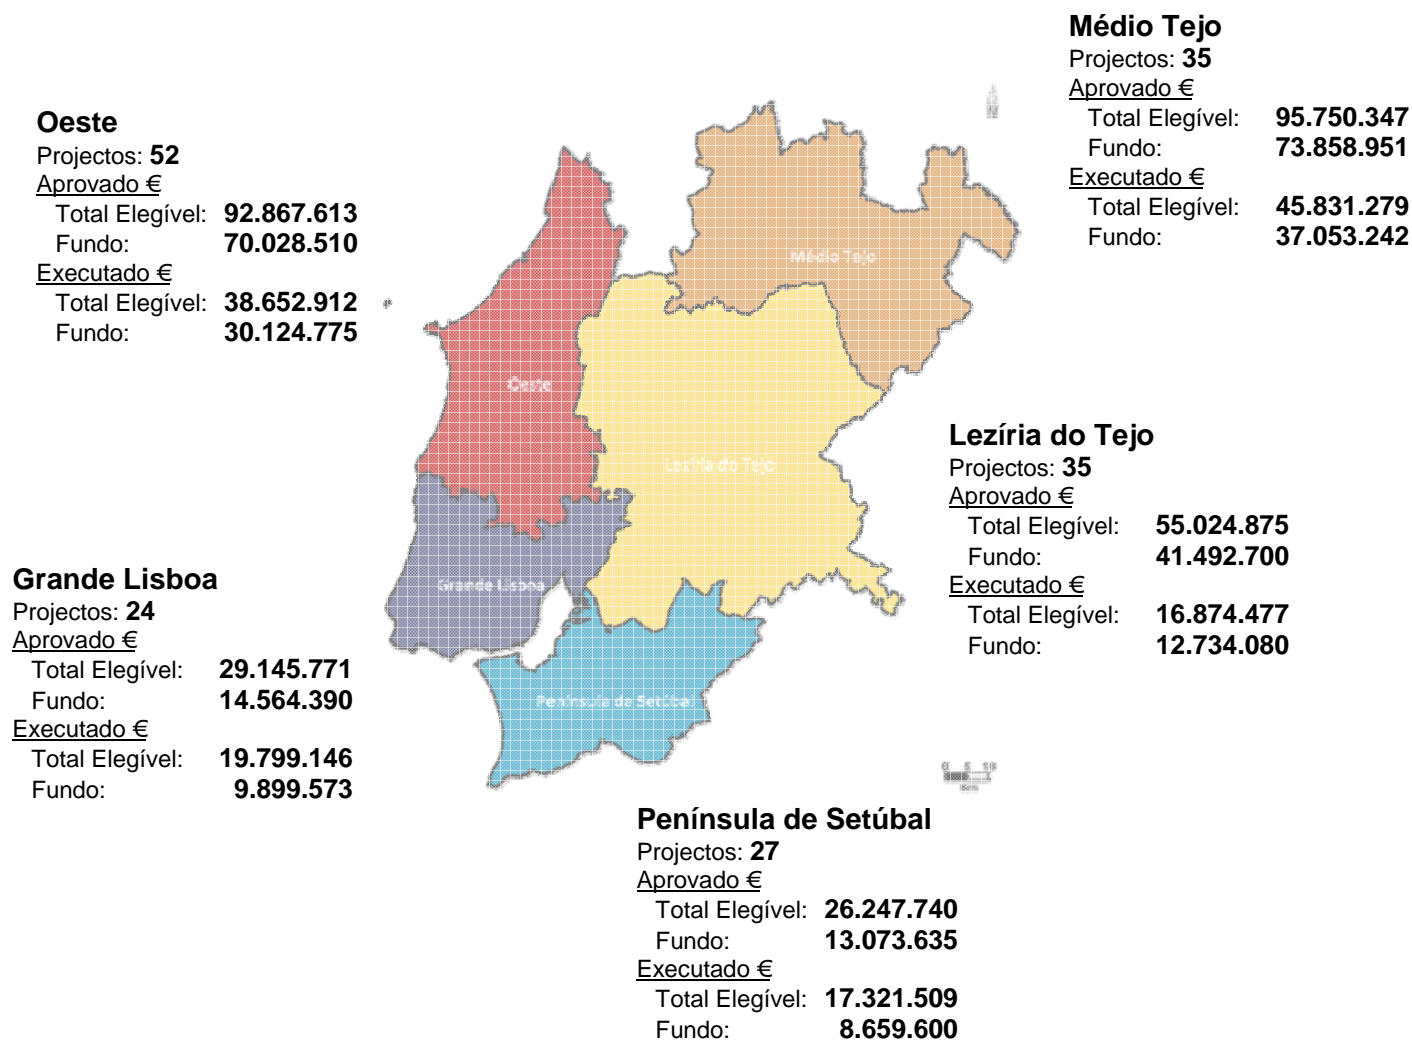 Médio Tejo
Projectos: 35
Aprovado €
Total Elegível: 95.750.347
Fundo: 73.858.951
Executado €
Total Elegível: 45.831.279
Fundo: 37.053.242
Oeste
Projectos: 52
Aprovado €
Total Elegível: 92.867.613
Fundo: 70.028.510
Executado €
Total Elegível: 38.652.912
Fundo: 30.124.775
N
Médio Tejo
Oeste
Lezíria do Tejo
Grande Lisboa
Península de Setúbal
Lezíria do Tejo
Projectos: 35
Aprovado €
Total Elegível: 55.024.875
Fundo: 41.492.700
Executado €
Total Elegível: 16.874.477
Fundo: 12.734.080
Grande Lisboa
Projectos: 24
Aprovado €
Total Elegível: 29.145.771
Fundo: 14.564.390
Executado €
Total Elegível: 19.799.146
Fundo: 9.899.573
0 5 10
Km
Península de Setúbal
Projectos: 27
Aprovado €
Total Elegível: 26.247.740
Fundo: 13.073.635
Executado €
Total Elegível: 17.321.509
Fundo: 8.659.600